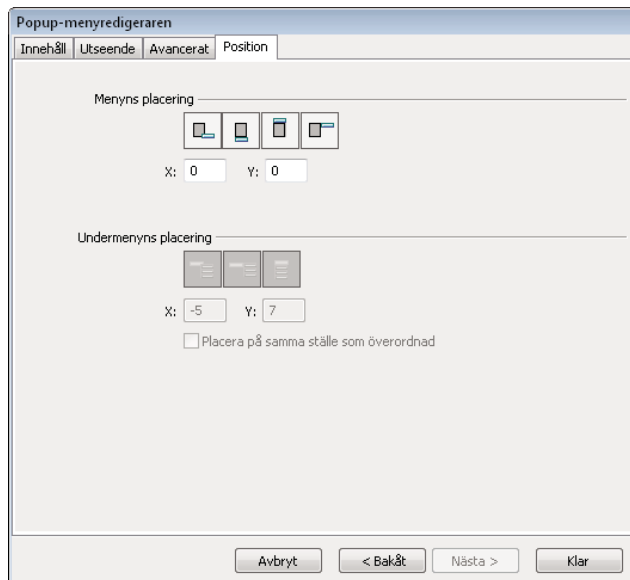 Popup-menyredigeraren
Innehåll Utseende Avancerat Position
Menyns placering
X: 0 Y: 0
Undermenyns placering
X: -5 Y: 7
Placera på samma ställe som överordnad
Avbryt < Bakåt Nästa > Klar